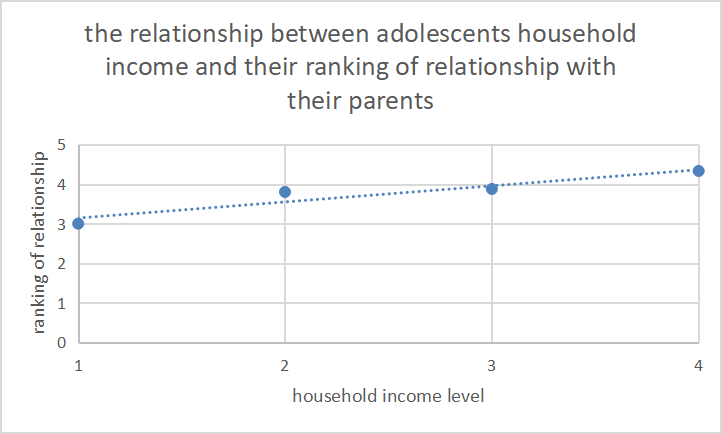 the relationship between adolescents household
income and their ranking of relationship with
their parents
ranking of relationship
5
4
3
2
1
0
1 2 3 4
household income level